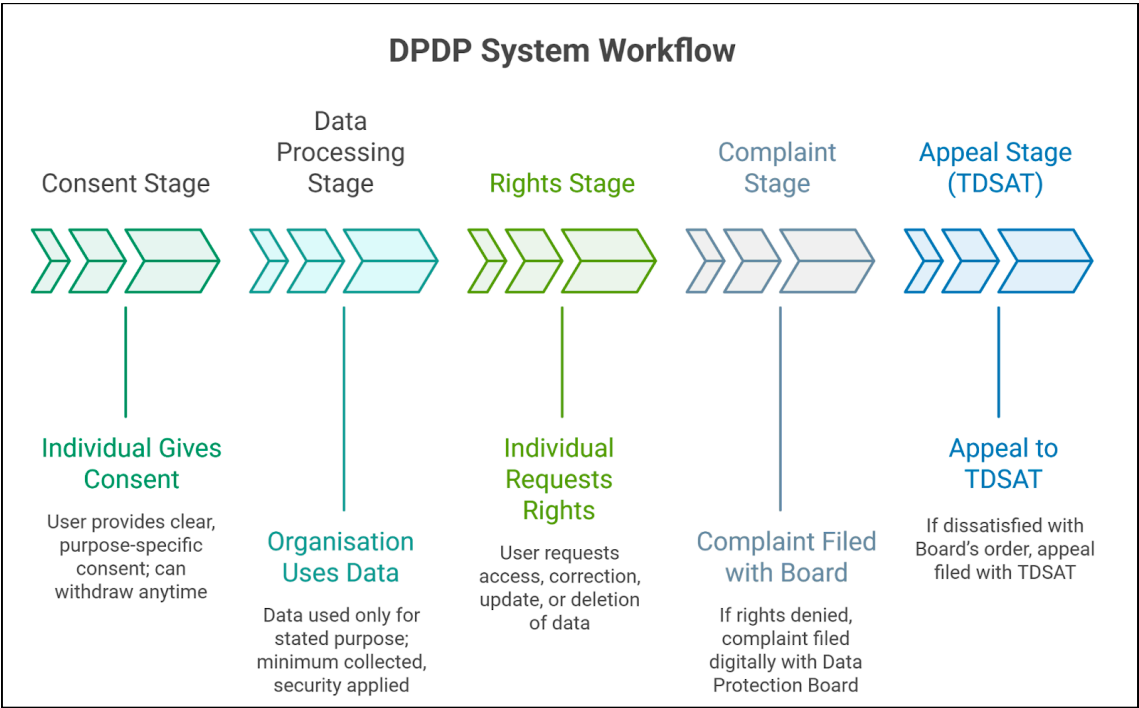 DPDP System Workflow
Consent Stage
Data
Processing
Stage
Rights Stage
Complaint
Stage
Appeal Stage
(TDSAT)
Individual Gives
Consent
User provides clear,
purpose-specific
consent; can
withdraw anytime
Organisation
Uses Data
Data used only for
stated purpose;
minimum collected,
security applied
Individual
Requests
Rights
User requests
access, correction,
update, or deletion
of data
Complaint Filed
with Board
If rights denied,
complaint filed
digitally with Data
Protection Board
Appeal to
TDSAT
If dissatisfied with
Board’s order, appeal
filed with TDSAT